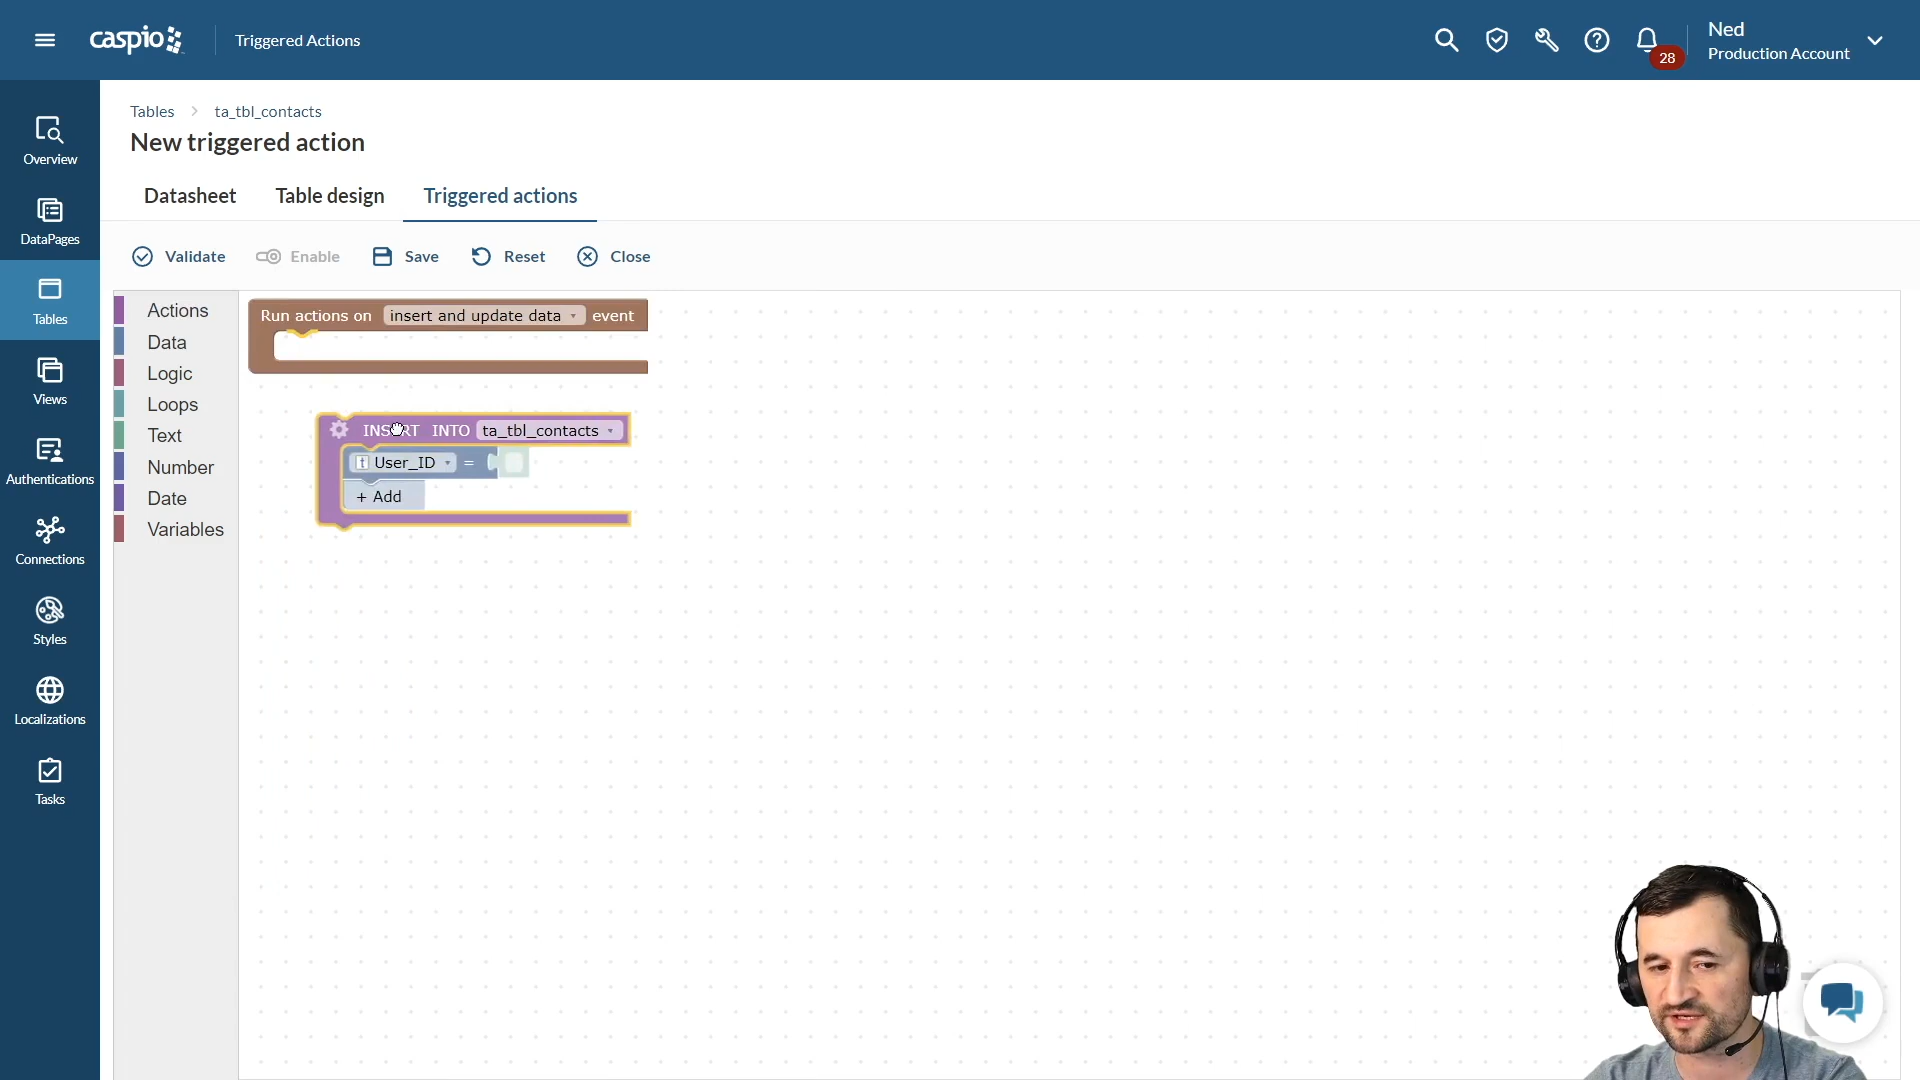 caspio
Triggered Actions
28
Ned
Production Account
Overview
DataPages
Tables
Views
Authentications
Connections
Styles
Localizations
Tasks
Tables > ta_tbl_contacts
New triggered action
Datasheet
Table design
Triggered actions
Validate
Enable
Save
Reset
Close
Actions
Data
Logic
Loops
Text
Number
Date
Variables
Run actions on insert and update data event
INSERT INTO ta_tbl_contacts
t User_ID =
+ Add